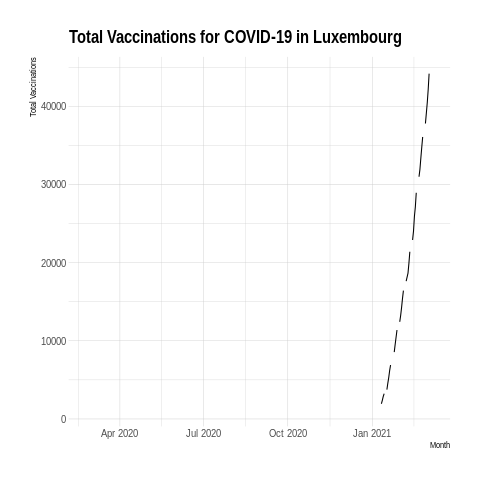 Total Vaccinations for COVID-19 in Luxembourg
Total Vaccinations
40000
30000
20000
10000
0
Apr 2020 Jul 2020 Oct 2020 Jan 2021
Month